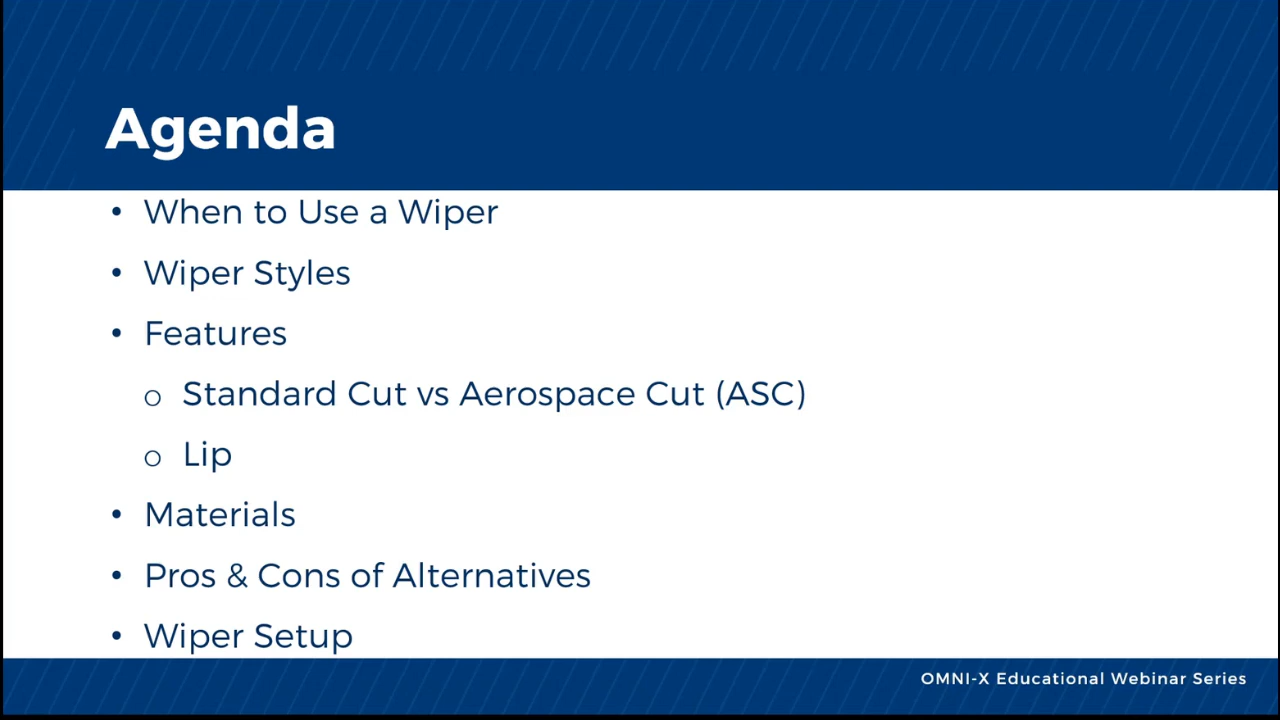 Agenda
• When to Use a Wiper
• Wiper Styles
• Features
o Standard Cut vs Aerospace Cut (ASC)
o Lip
• Materials
• Pros & Cons of Alternatives
• Wiper Setup
OMNI-X Educational Webinar Series